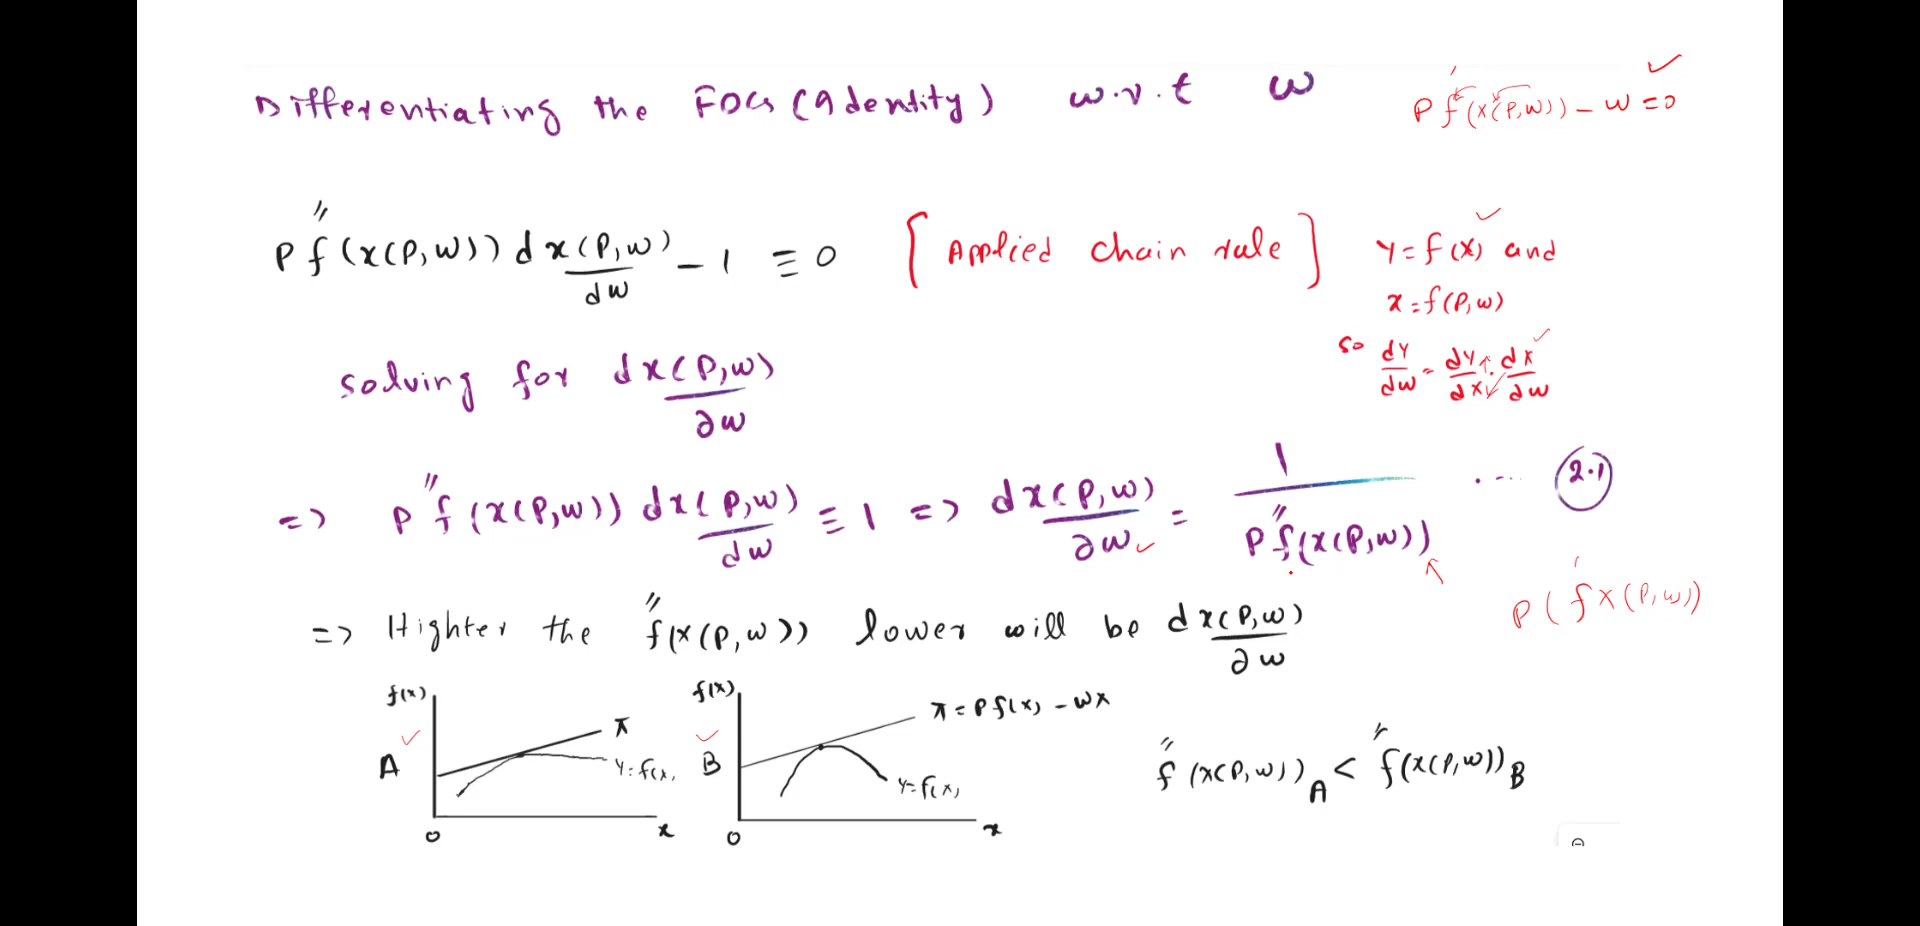 Differentiating the FOCs (Identity) w.r.t w
P f'(x(P,w)) - w = 0
P f''(x(P,w)) dx(P,w)/dw - 1 ≡ 0 [Applied chain rule]
Y = f(x) and
x = f(P,w)
so dY/dw = dY/dx . dx/dw
solving for dx(P,w)/∂w
=> P f''(x(P,w)) dx(P,w)/dw ≡ 1 => dx(P,w)/∂w = 1/P f''(x(P,w)) .... 2.1
P(f'x(P,w))
=> Highter the f''(x(P,w)) lower will be dx(P,w)/∂w
f(x) π Y=f(x) A 0 x
f(x) π = P f(x) - wx Y=f(x) B 0 x
f''(x(P,w))A < f''(x(P,w))B